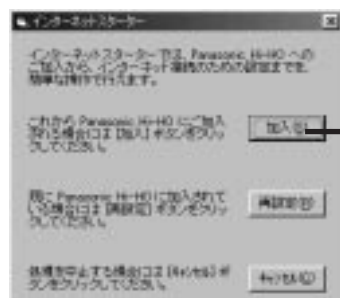 インターネットスターター
インターネットスターターでは、Panasonic Hi-HO への
ご加入から、インターネット接続のための設定までを、
簡単な操作で行えます。
これから Panasonic Hi-HO にご加入
される場合には [加入] ボタンをクリッ
クしてください。
加入(S)
既に Panasonic Hi-HO に加入されて
いる場合には [再設定] ボタンをクリッ
クしてください。
再設定(R)
処理を中止する場合には [キャンセル] ボ
タンをクリックしてください。
キャンセル(C)